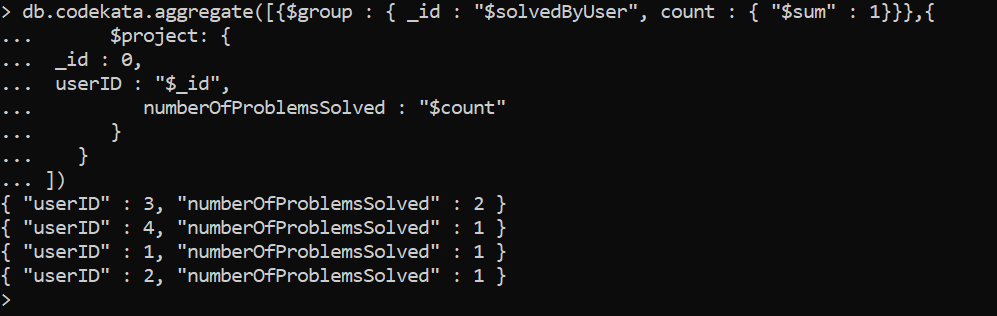 > db.codekata.aggregate([{$group : { _id : "$solvedByUser", count : { "$sum" : 1}}},{
...       $project: {
...  _id : 0,
...  userID : "$_id",
...          numberOfProblemsSolved : "$count"
...       }
...    }
... ])
{ "userID" : 3, "numberOfProblemsSolved" : 2 }
{ "userID" : 4, "numberOfProblemsSolved" : 1 }
{ "userID" : 1, "numberOfProblemsSolved" : 1 }
{ "userID" : 2, "numberOfProblemsSolved" : 1 }
>